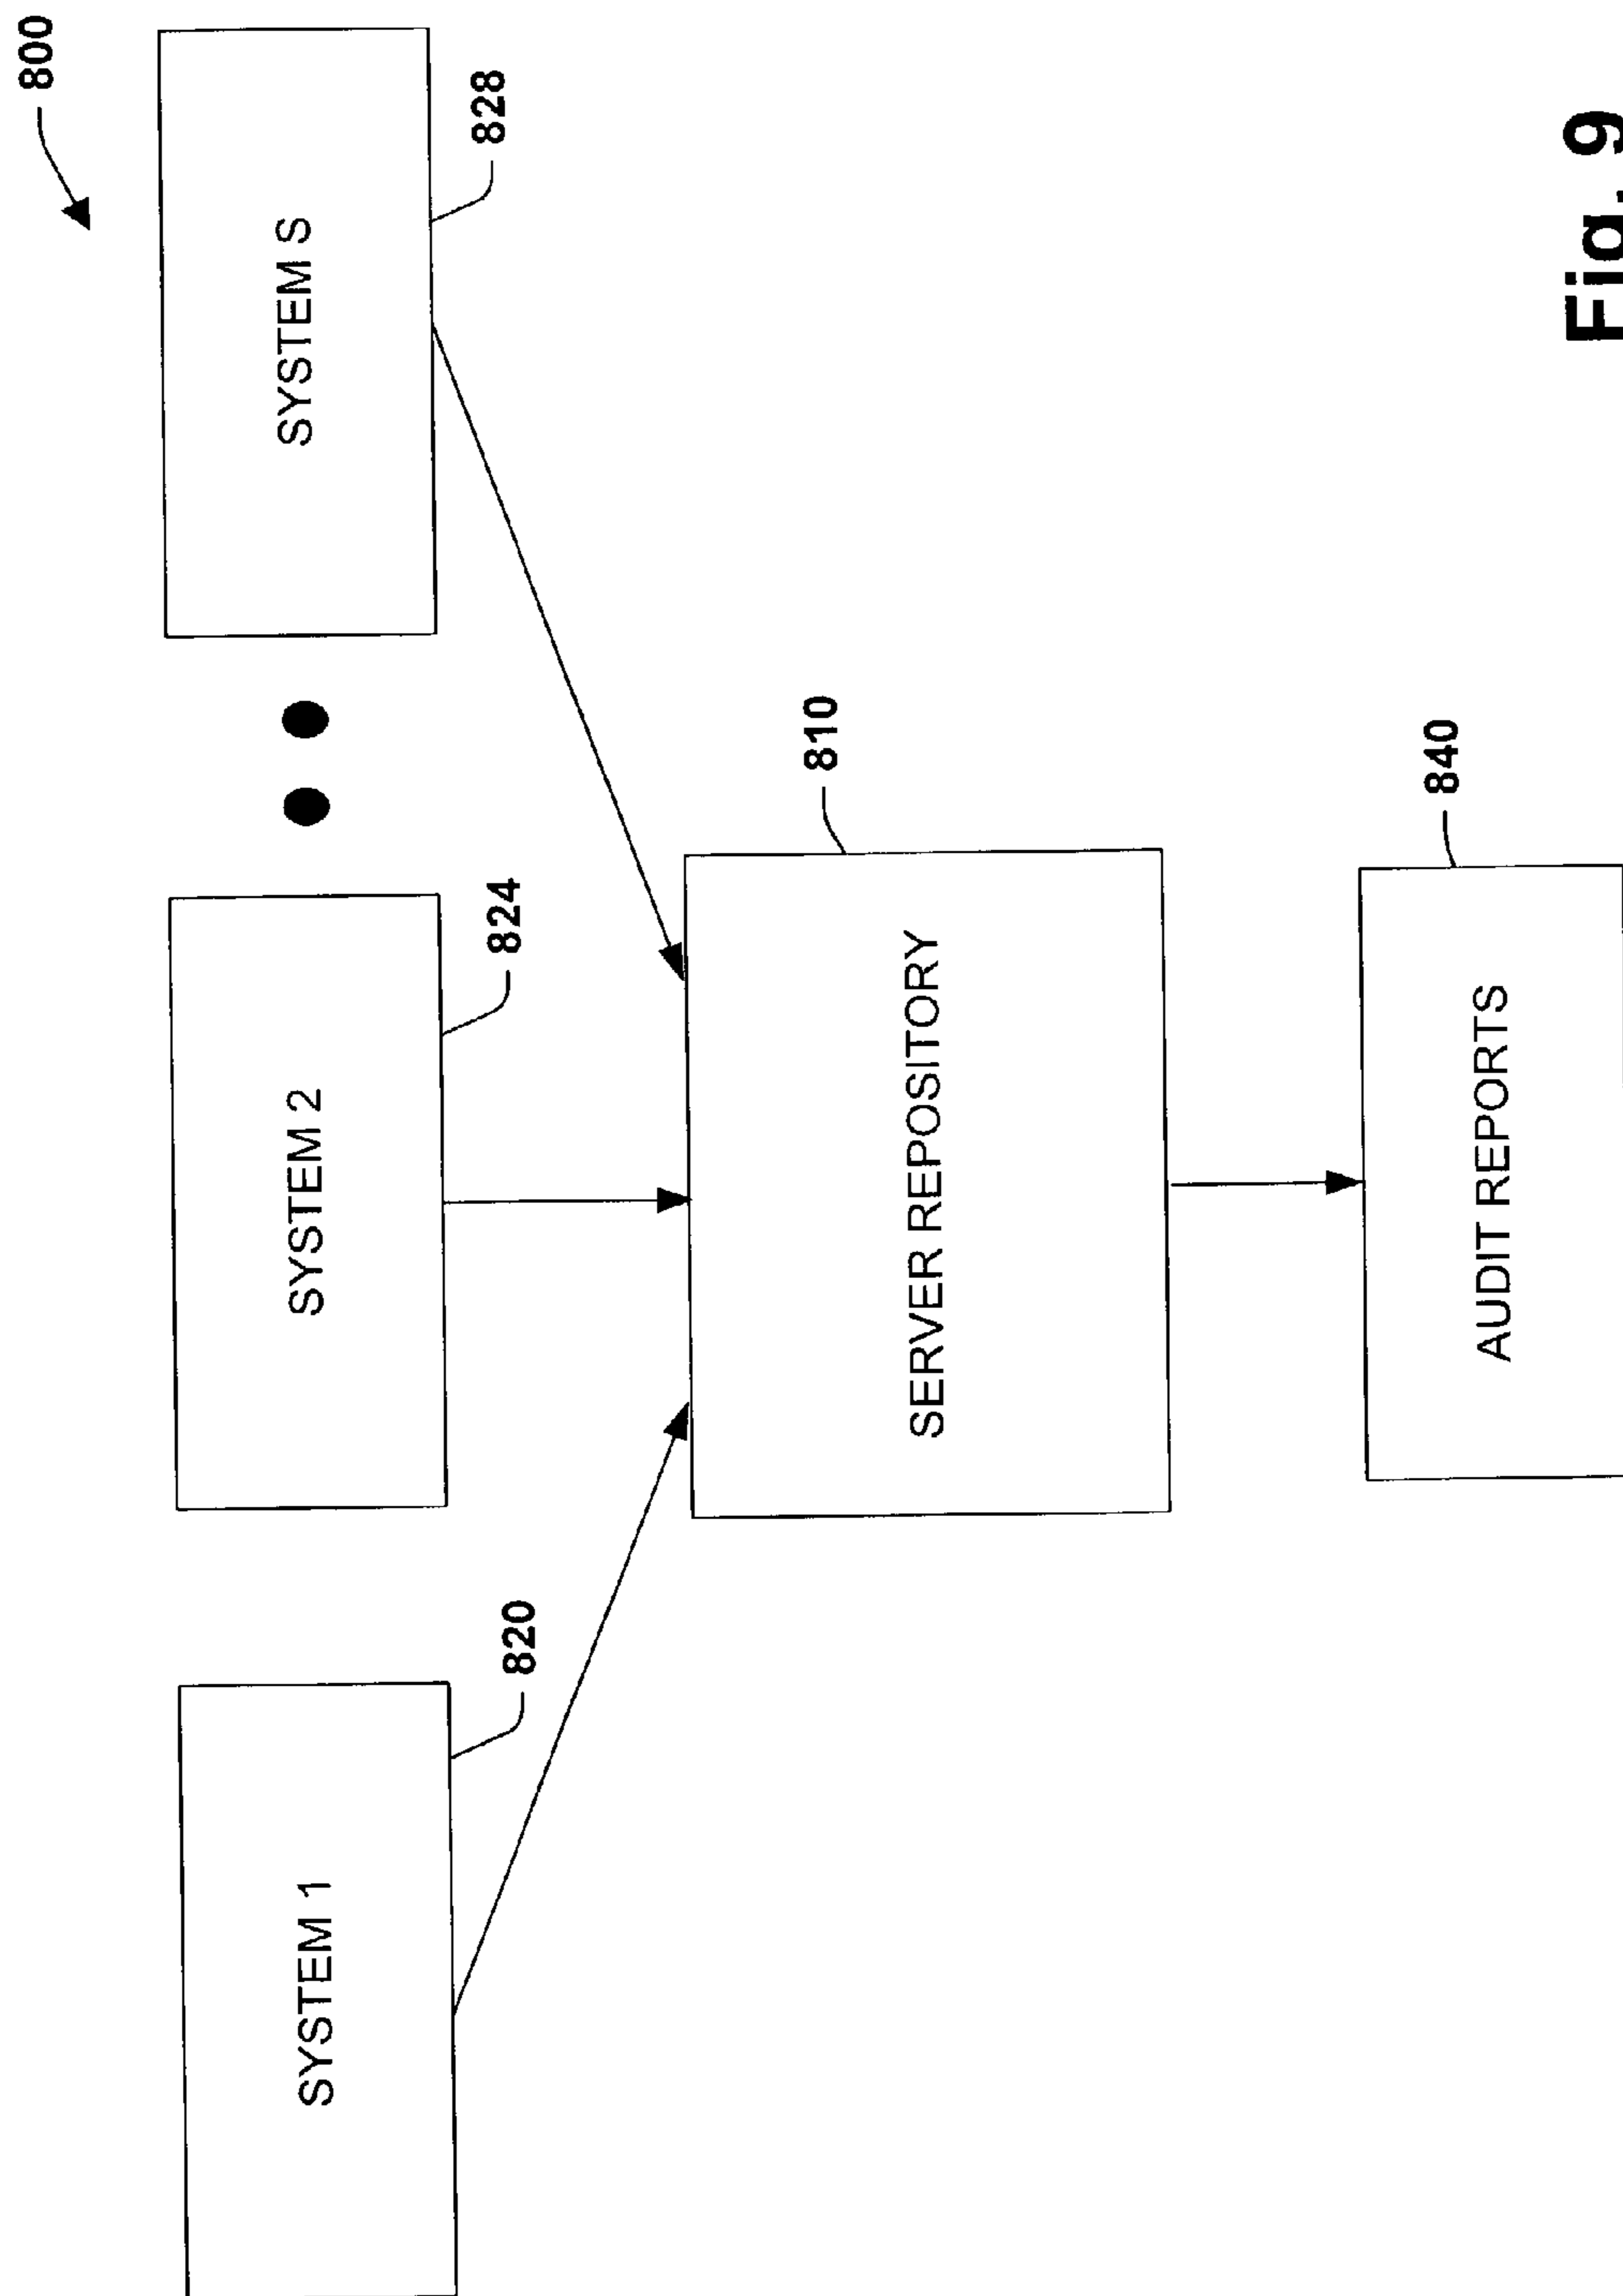 800
SYSTEM 1
SYSTEM 2
SYSTEM S
820
824
828
SERVER REPOSITORY
810
AUDIT REPORTS
840
Fig. 9